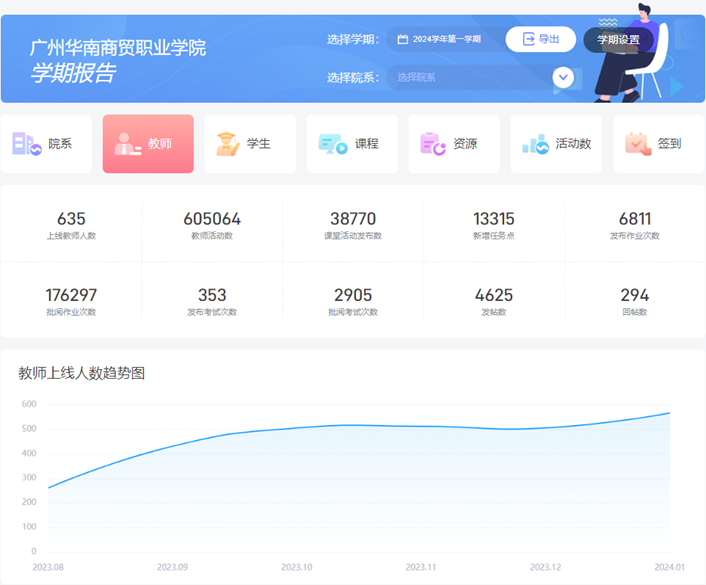 广州华南商贸职业学院
学期报告
选择学期： 2024学年第一学期 导出 学期设置
选择院系： 选择院系
院系 教师 学生 课程 资源 活动数 签到
635 605064 38770 13315 6811
上线教师人数 教师活动数 课堂活动发布数 新增任务点 发布作业次数
176297 353 2905 4625 294
批阅作业次数 发布考试次数 批阅考试次数 发帖数 回帖数
教师上线人数趋势图
600
500
400
300
200
100
0
2023.08 2023.09 2023.10 2023.11 2023.12 2024.01